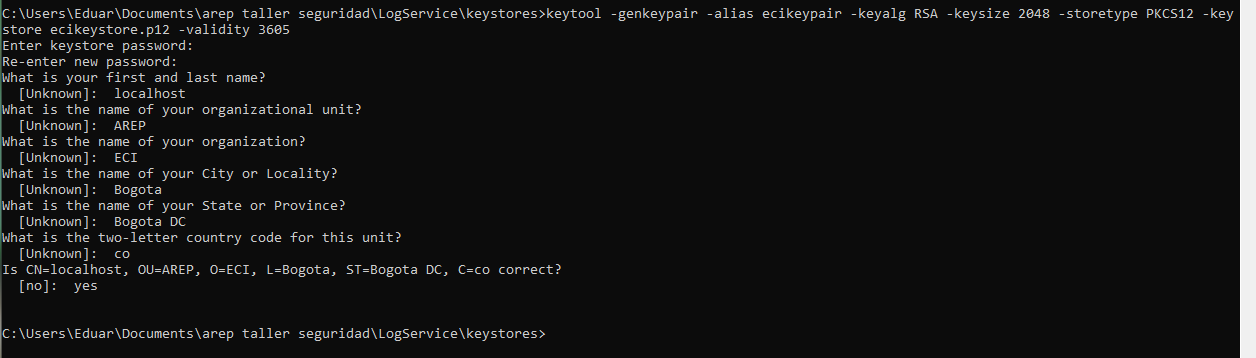 C:\Users\Eduar\Documents\arep taller seguridad\LogService\keystores>keytool -genkeypair -alias ecikeypair -keyalg RSA -keysize 2048 -storetype PKCS12 -key
store ecikeystore.p12 -validity 3605
Enter keystore password:
Re-enter new password:
What is your first and last name?
  [Unknown]:  localhost
What is the name of your organizational unit?
  [Unknown]:  AREP
What is the name of your organization?
  [Unknown]:  ECI
What is the name of your City or Locality?
  [Unknown]:  Bogota
What is the name of your State or Province?
  [Unknown]:  Bogota DC
What is the two-letter country code for this unit?
  [Unknown]:  co
Is CN=localhost, OU=AREP, O=ECI, L=Bogota, ST=Bogota DC, C=co correct?
  [no]:  yes
C:\Users\Eduar\Documents\arep taller seguridad\LogService\keystores>